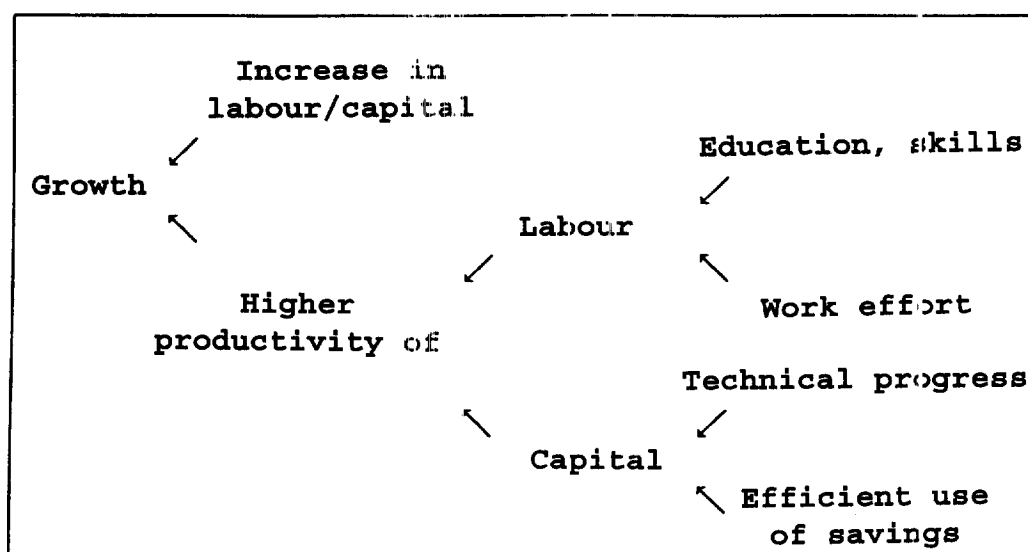 Increase in
labour/capital
Education, skills
Growth
Labour
Higher
productivity of
Work effort
Technical progress
Capital
Efficient use
of savings